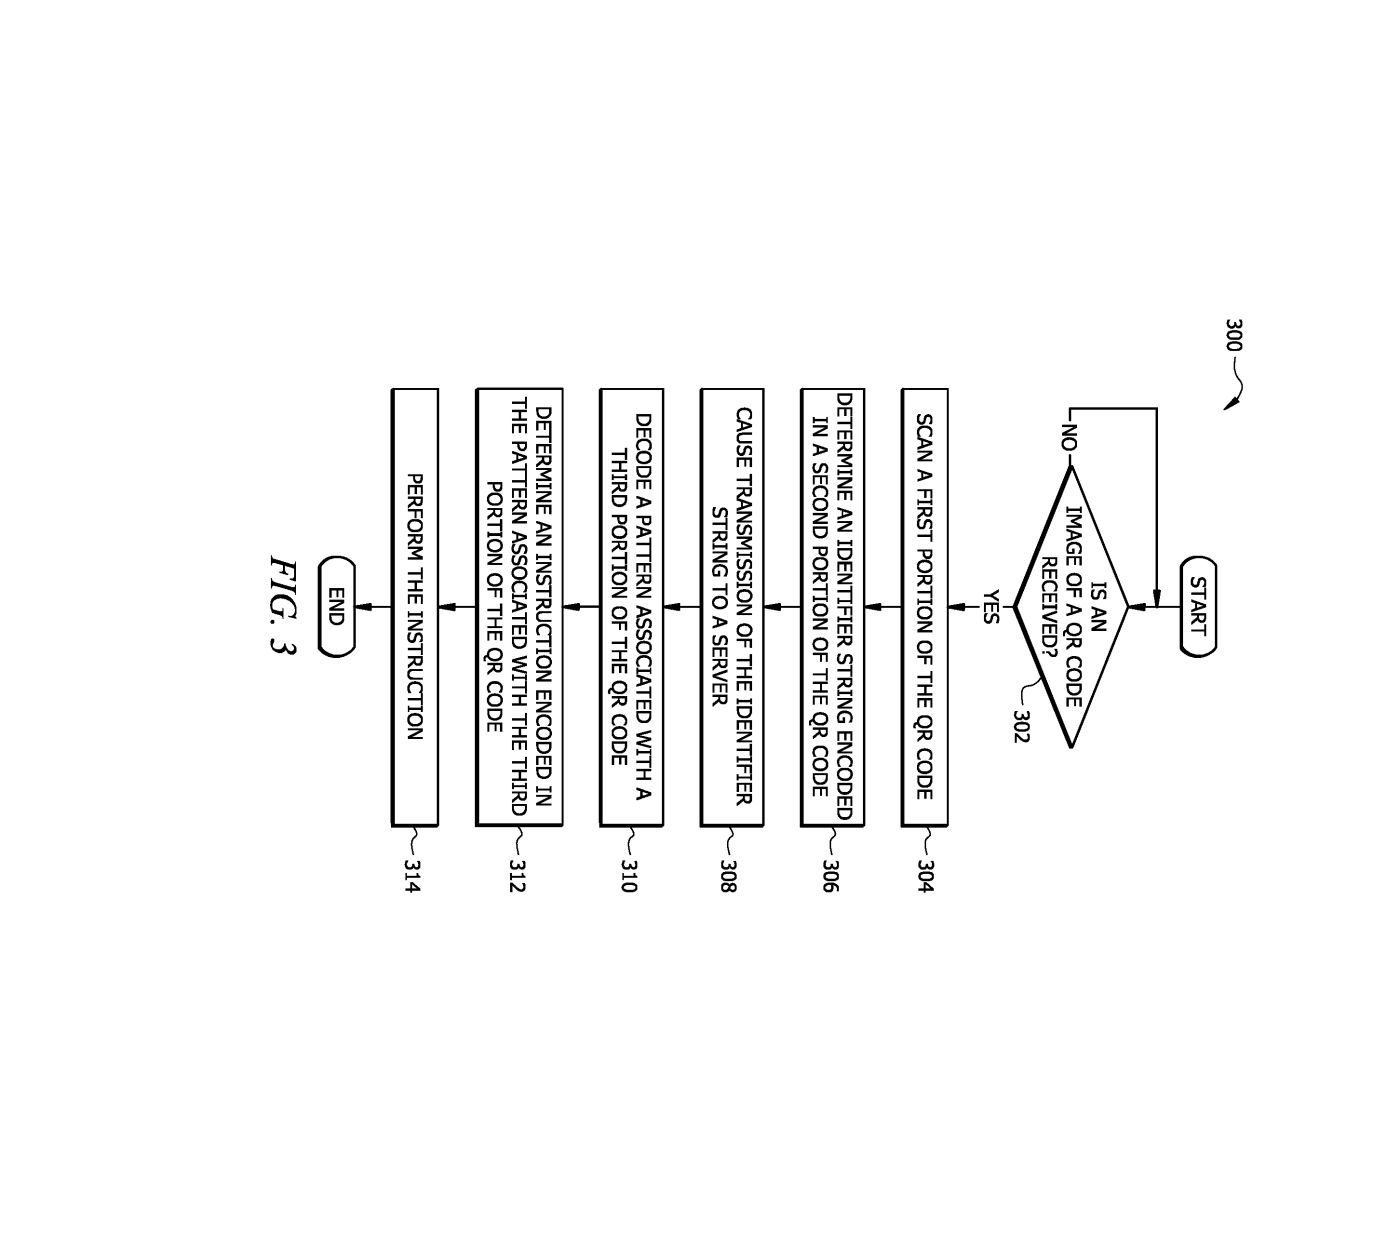 300
START
IS AN
IMAGE OF A QR CODE
RECEIVED?
302
NO
YES
SCAN A FIRST PORTION OF THE QR CODE
304
DETERMINE AN IDENTIFIER STRING ENCODED
IN A SECOND PORTION OF THE QR CODE
306
CAUSE TRANSMISSION OF THE IDENTIFIER
STRING TO A SERVER
308
DECODE A PATTERN ASSOCIATED WITH A
THIRD PORTION OF THE QR CODE
310
DETERMINE AN INSTRUCTION ENCODED IN
THE PATTERN ASSOCIATED WITH THE THIRD
PORTION OF THE QR CODE
312
PERFORM THE INSTRUCTION
314
END
FIG. 3